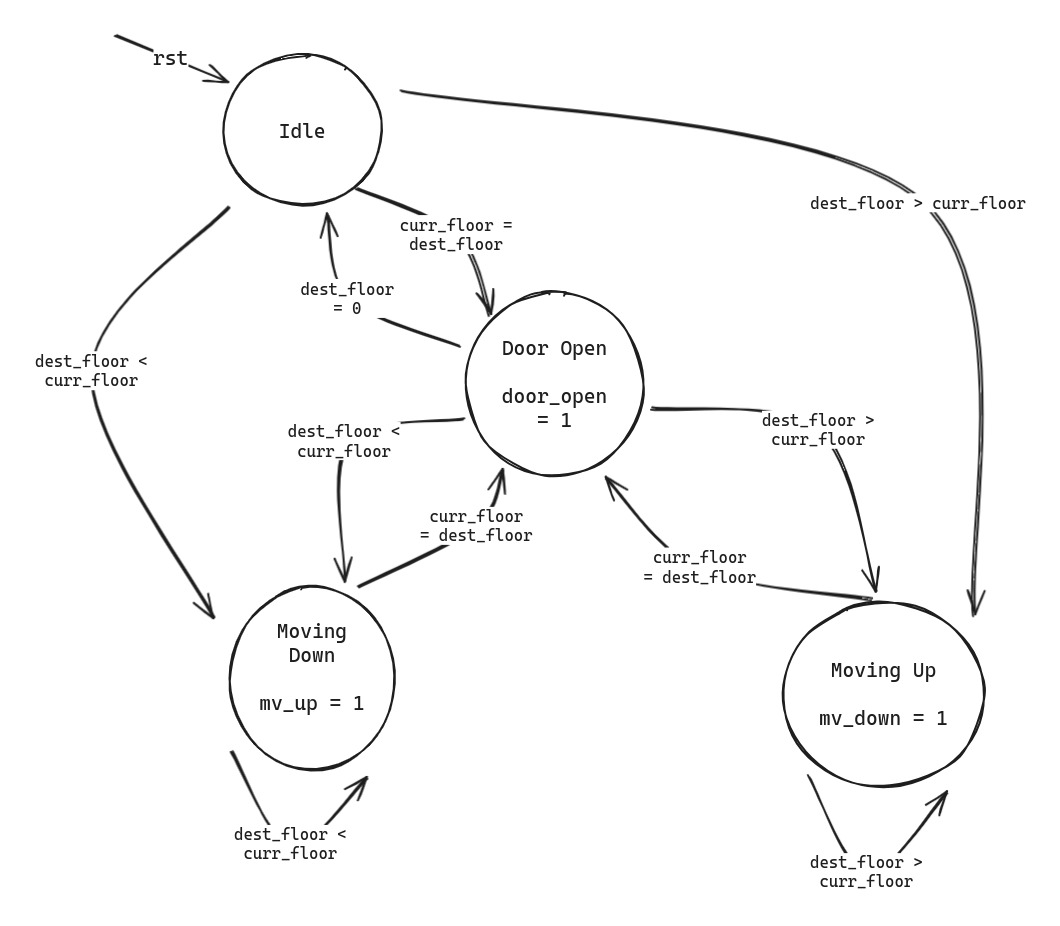 rst
Idle
dest_floor > curr_floor
curr_floor =
dest_floor
dest_floor
= 0
Door Open
door_open
= 1
dest_floor <
curr_floor
dest_floor <
curr_floor
dest_floor >
curr_floor
curr_floor
= dest_floor
curr_floor
= dest_floor
Moving
Down
mv_up = 1
Moving Up
mv_down = 1
dest_floor <
curr_floor
dest_floor >
curr_floor